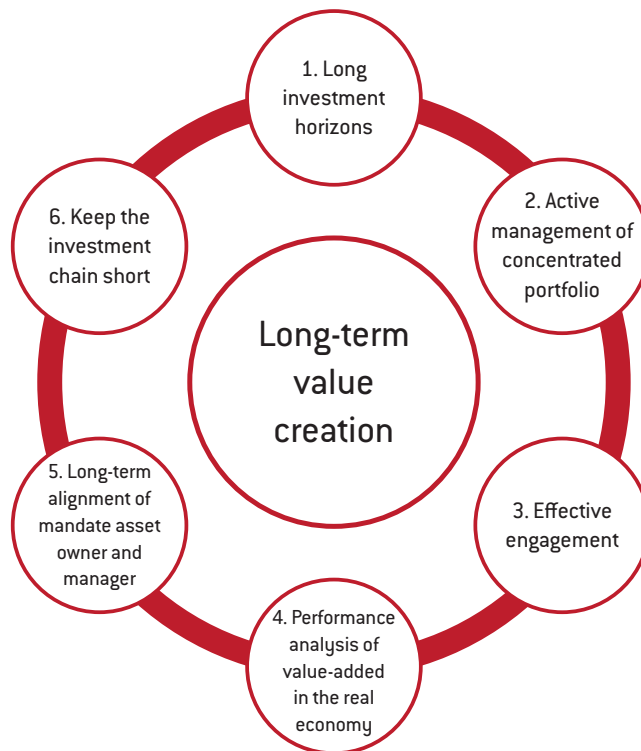 1. Long
investment
horizons
2. Active
management of
concentrated
portfolio
3. Effective
engagement
4. Performance
analysis of
value-added
in the real
economy
5. Long-term
alignment of
mandate asset
owner and
manager
6. Keep the
investment
chain short
Long-term
value
creation